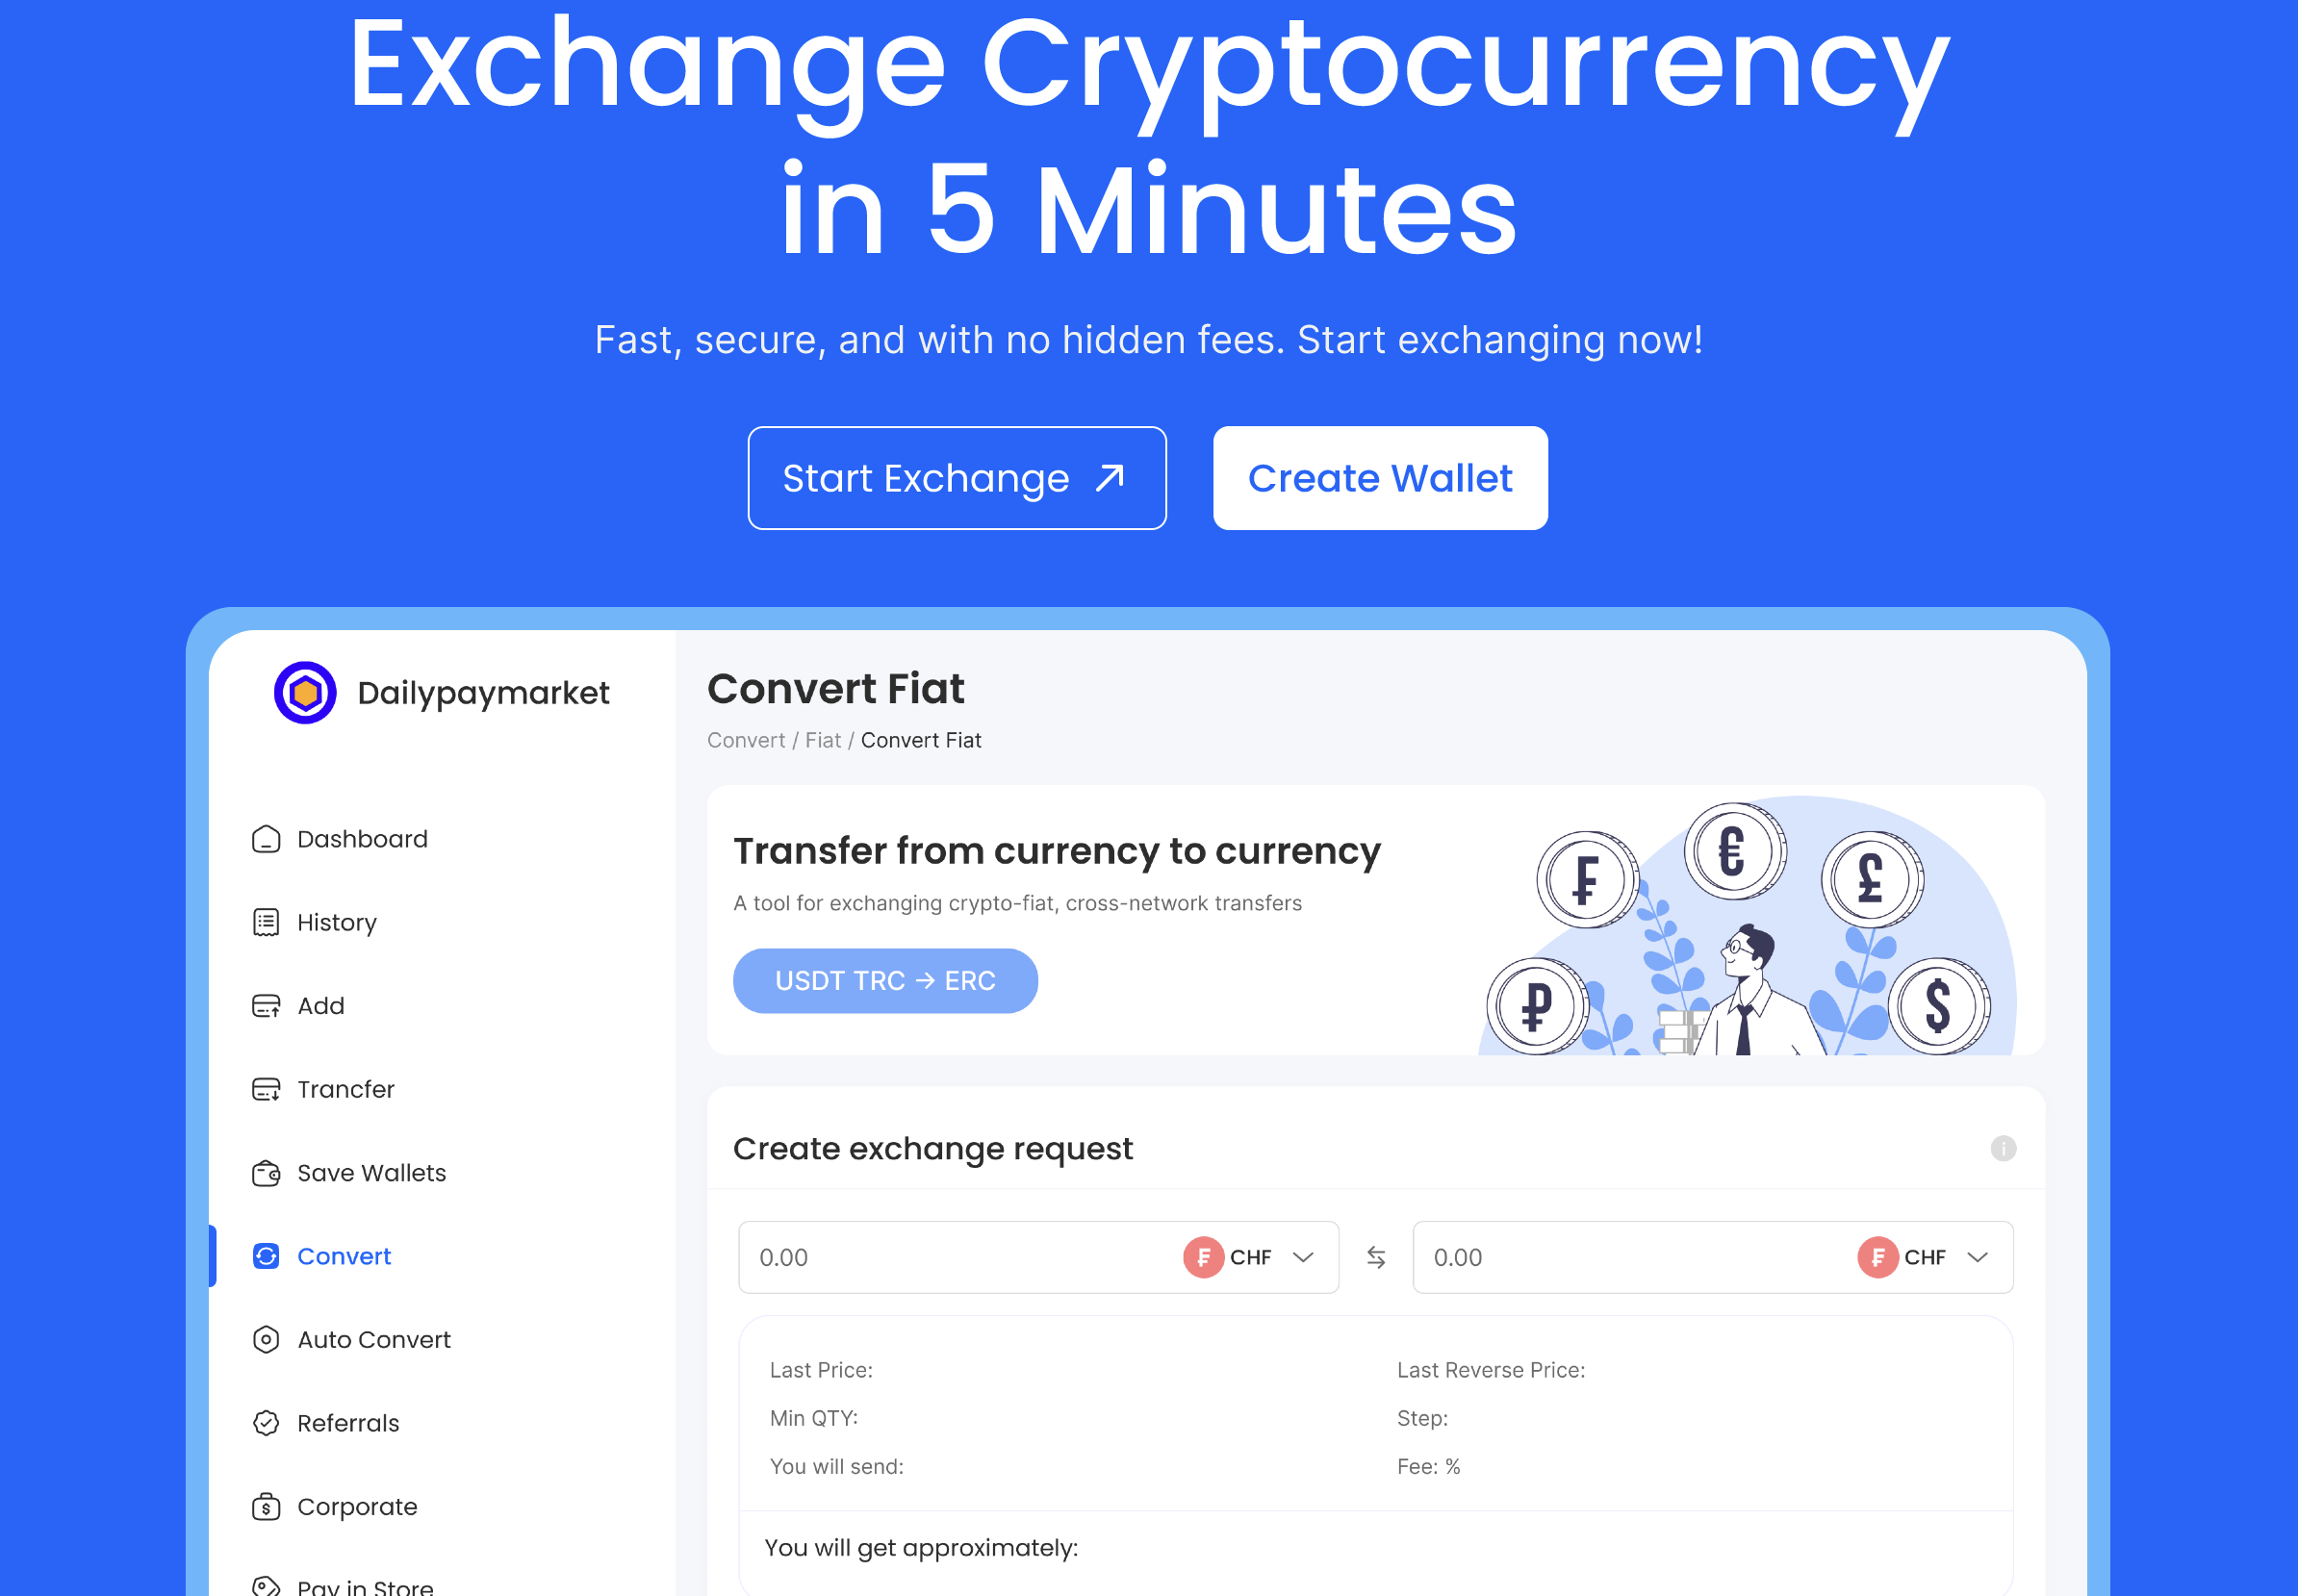 Exchange Cryptocurrency
in 5 Minutes
Fast, secure, and with no hidden fees. Start exchanging now!
Start Exchange
Create Wallet
Dailypaymarket
Dashboard
History
Add
Trancfer
Save Wallets
Convert
Auto Convert
Referrals
Corporate
Pay in Store
Convert Fiat
Convert / Fiat / Convert Fiat
Transfer from currency to currency
A tool for exchanging crypto-fiat, cross-network transfers
USDT TRC → ERC
₣
€
£
₽
$
Create exchange request
0.00 ₣ CHF
0.00 ₣ CHF
Last Price:
Last Reverse Price:
Min QTY:
Step:
You will send:
Fee: %
You will get approximately: